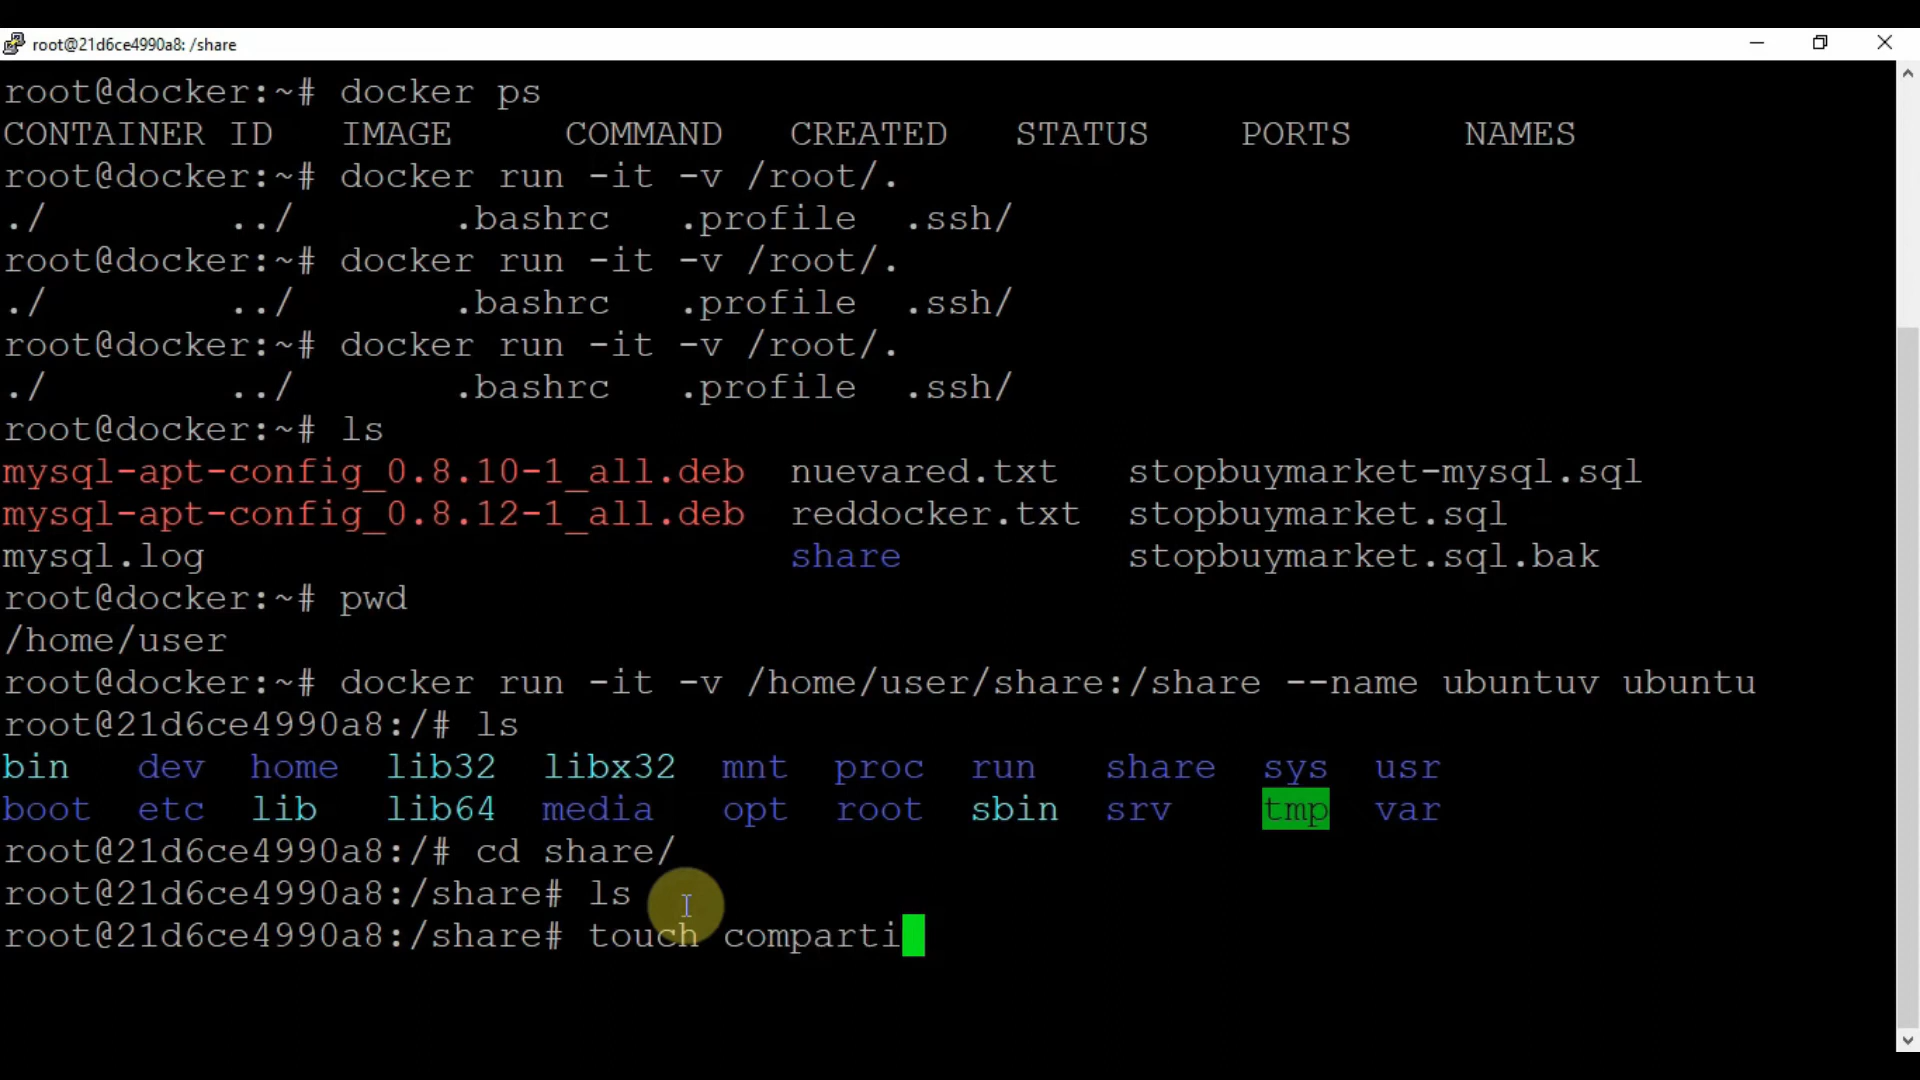 root@21d6ce4990a8: /share
root@docker:~# docker ps
CONTAINER ID   IMAGE     COMMAND   CREATED   STATUS    PORTS     NAMES
root@docker:~# docker run -it -v /root/.
./        ../       .bashrc   .profile  .ssh/
root@docker:~# docker run -it -v /root/.
./        ../       .bashrc   .profile  .ssh/
root@docker:~# docker run -it -v /root/.
./        ../       .bashrc   .profile  .ssh/
root@docker:~# ls
mysql-apt-config_0.8.10-1_all.deb  nuevared.txt   stopbuymarket-mysql.sql
mysql-apt-config_0.8.12-1_all.deb  reddocker.txt  stopbuymarket.sql
mysql.log                          share          stopbuymarket.sql.bak
root@docker:~# pwd
/home/user
root@docker:~# docker run -it -v /home/user/share:/share --name ubuntuv ubuntu
root@21d6ce4990a8:/# ls
bin   dev  home  lib32  libx32  mnt  proc  run   share  sys  usr
boot  etc  lib   lib64  media   opt  root  sbin  srv    tmp  var
root@21d6ce4990a8:/# cd share/
root@21d6ce4990a8:/share# ls
root@21d6ce4990a8:/share# touch comparti